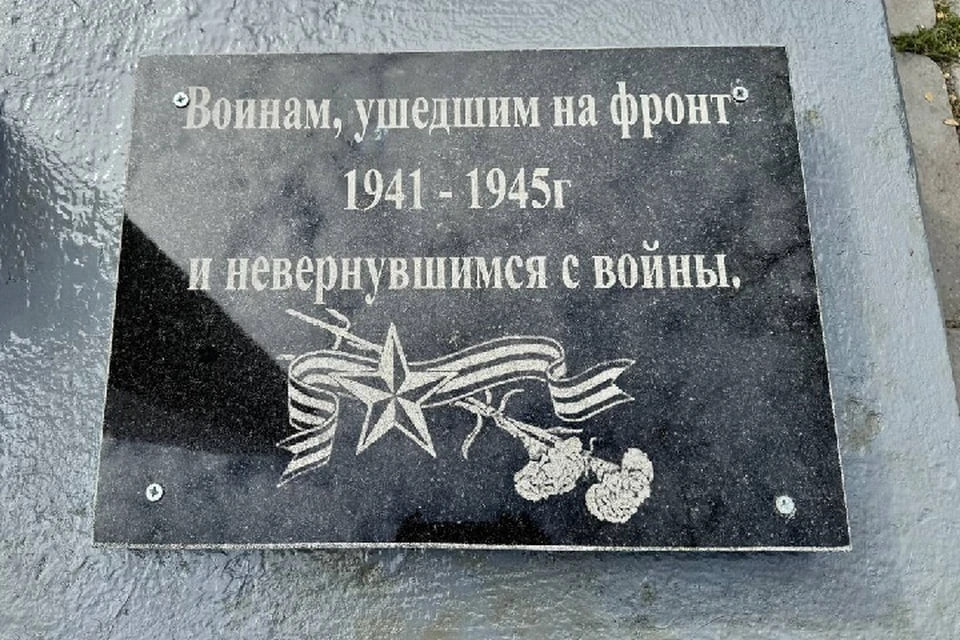 Воинам, ушедшим на фронт
1941 - 1945г
и невернувшимся с войны.